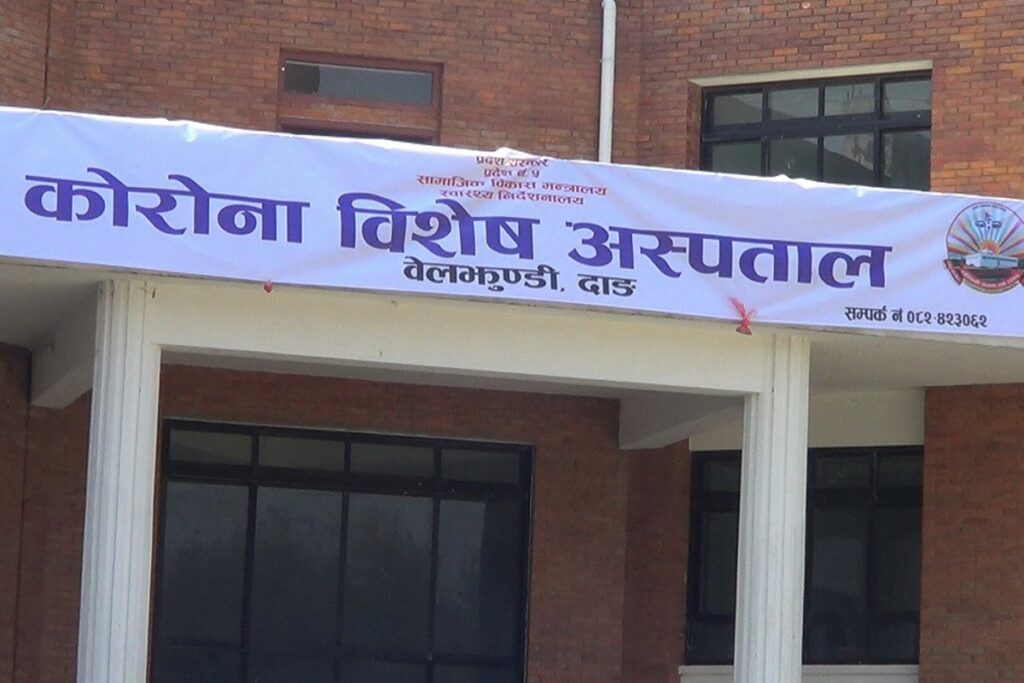 प्रदेश सरकार
प्रदेश नं. ५
सामाजिक विकास मन्त्रालय
स्वास्थ्य निर्देशनालय
कोरोना विशेष अस्पताल
वेलझुण्डी, दाङ
सम्पर्क नं ०८२-४२३०६२